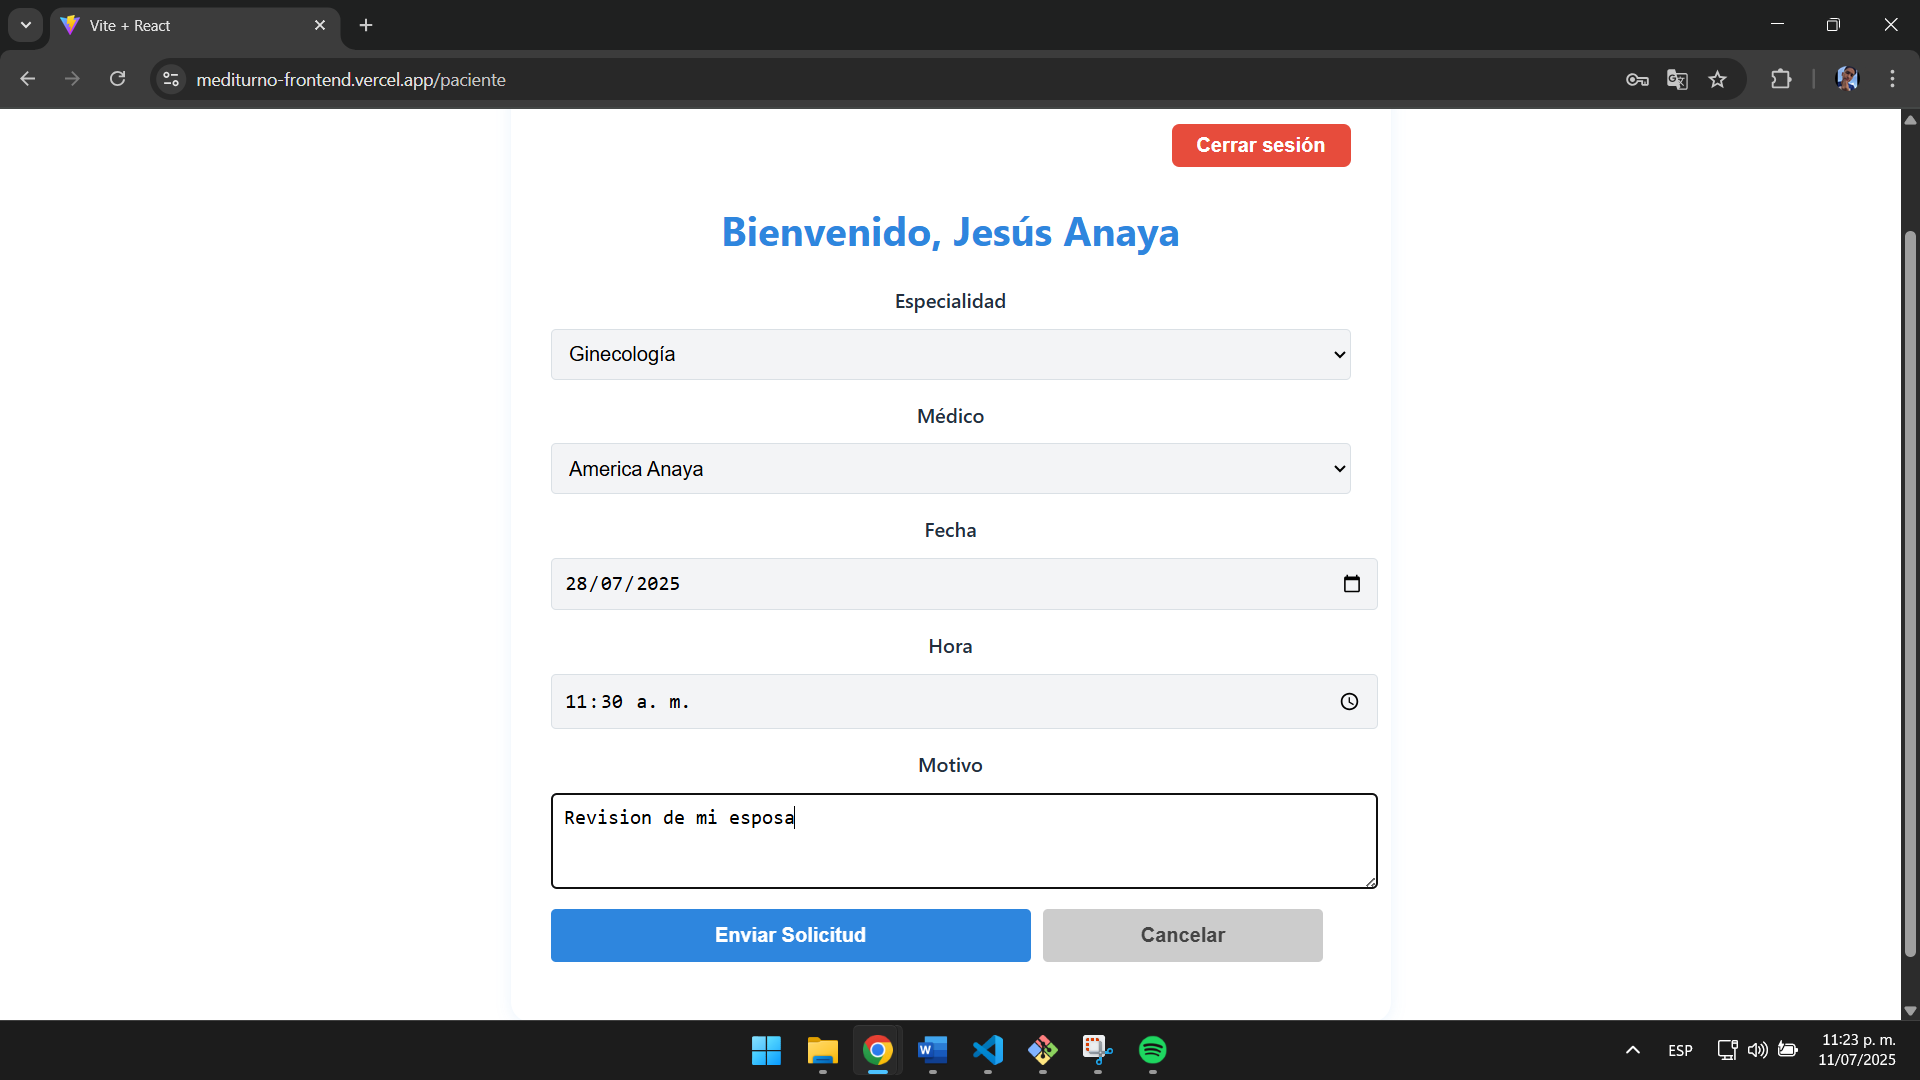 Vite + React
mediturno-frontend.vercel.app/paciente
Cerrar sesión
Bienvenido, Jesús Anaya
Especialidad
Ginecología
Médico
America Anaya
Fecha
28/07/2025
Hora
11:30 a. m.
Motivo
Revision de mi esposa
Enviar Solicitud
Cancelar
ESP
11:23 p. m.
11/07/2025